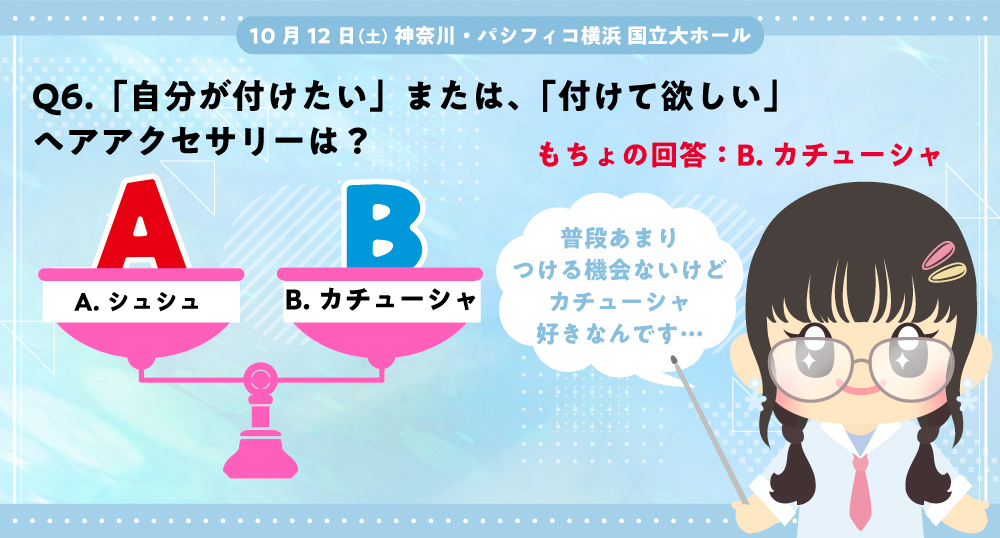 10月12日(土) 神奈川・パシフィコ横浜 国立大ホール
Q6.「自分が付けたい」または、「付けて欲しい」
ヘアアクセサリーは？
もちょの回答：B. カチューシャ
A
B
A. シュシュ
B. カチューシャ
普段あまり
つける機会ないけど
カチューシャ
好きなんです…